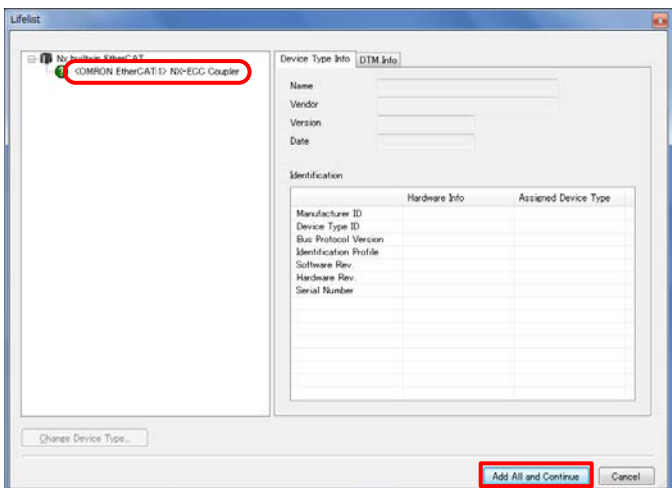 Lifelist
Nx builtein EtherCAT
<OMRON EtherCAT:1> NX-ECC Coupler
Device Type Info DTM Info
Name
Vendor
Version
Date
Identification
Hardware Info Assigned Device Type
Manufacturer ID
Device Type ID
Bus Protocol Version
Identification Profile
Software Rev.
Hardware Rev.
Serial Number
Change Device Type...
Add All and Continue Cancel